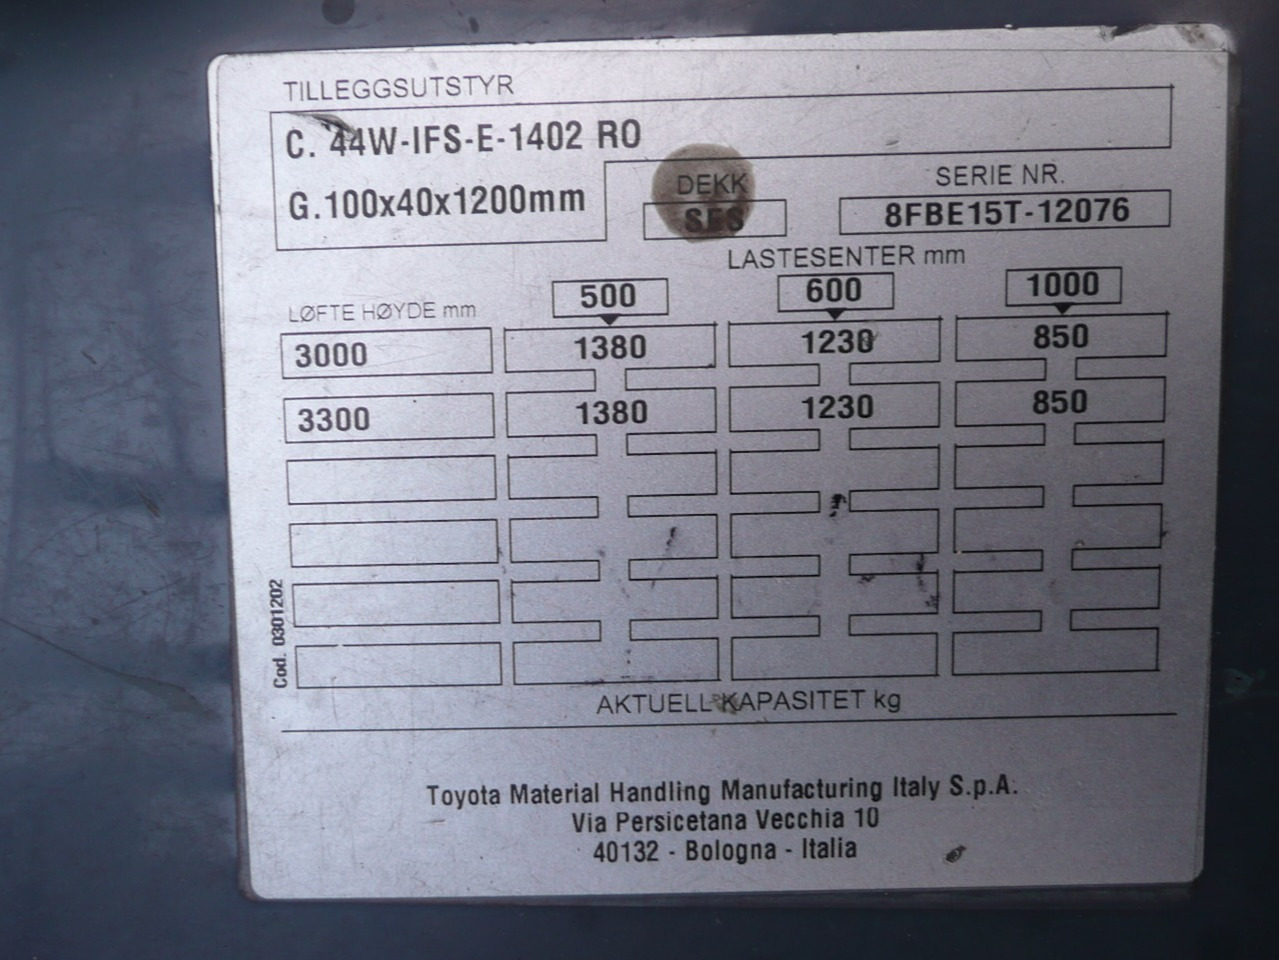 TILLEGGSUTSTYR
C. 44W-IFS-E-1402 RO
G.100x40x1200mm
DEKK
SES
SERIE NR.
8FBE15T-12076
LASTESENTER mm
LØFTE HØYDE mm
500 600 1000
3000 1380 1230 850
3300 1380 1230 850
Cod. 0301202
AKTUELL KAPASITET kg
Toyota Material Handling Manufacturing Italy S.p.A.
Via Persicetana Vecchia 10
40132 - Bologna - Italia